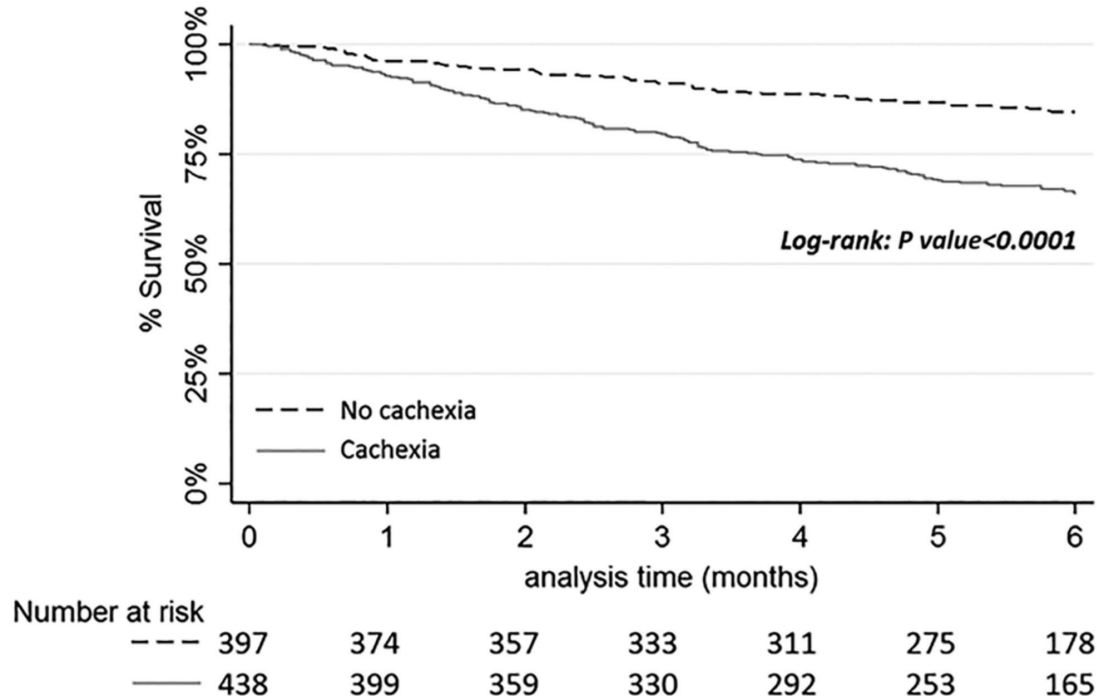 100%
75%
50%
25%
0%
% Survival
Log-rank: P value<0.0001
No cachexia
Cachexia
0 1 2 3 4 5 6
analysis time (months)
Number at risk
397 374 357 333 311 275 178
438 399 359 330 292 253 165